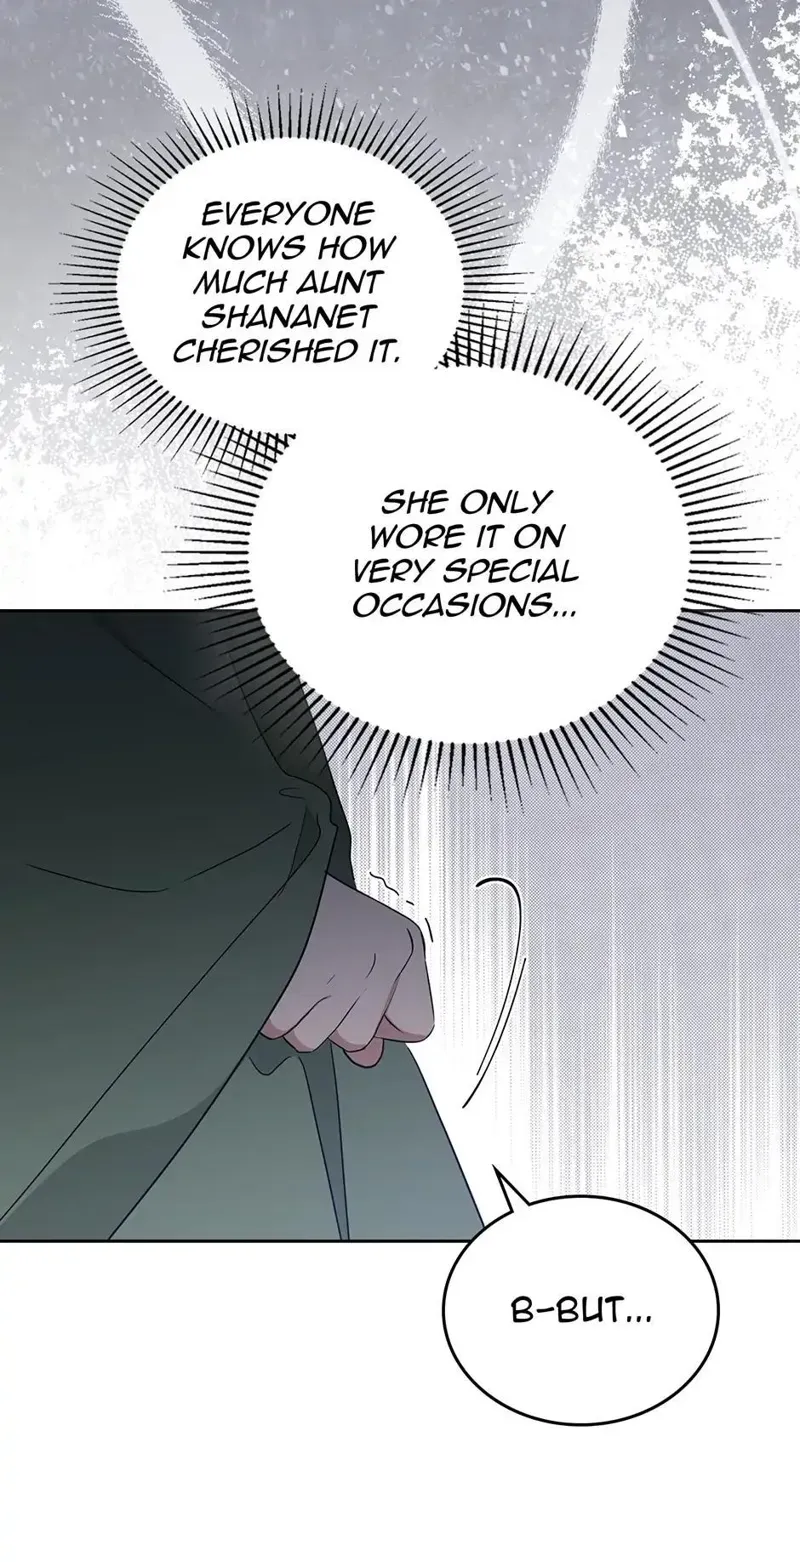 EVERYONE
KNOWS HOW
MUCH AUNT
SHANANET
CHERISHED IT.
SHE ONLY
WORE IT ON
VERY SPECIAL
OCCASIONS...
B-BUT...